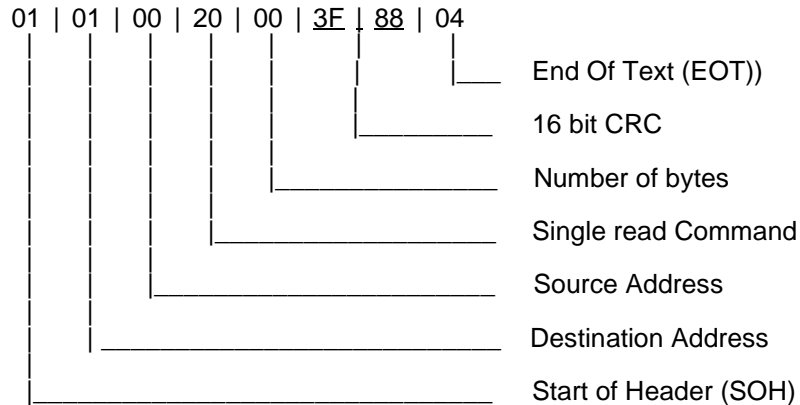 01 | 01 | 00 | 20 | 00 | 3F | 88 | 04
End Of Text (EOT))
16 bit CRC
Number of bytes
Single read Command
Source Address
Destination Address
Start of Header (SOH)